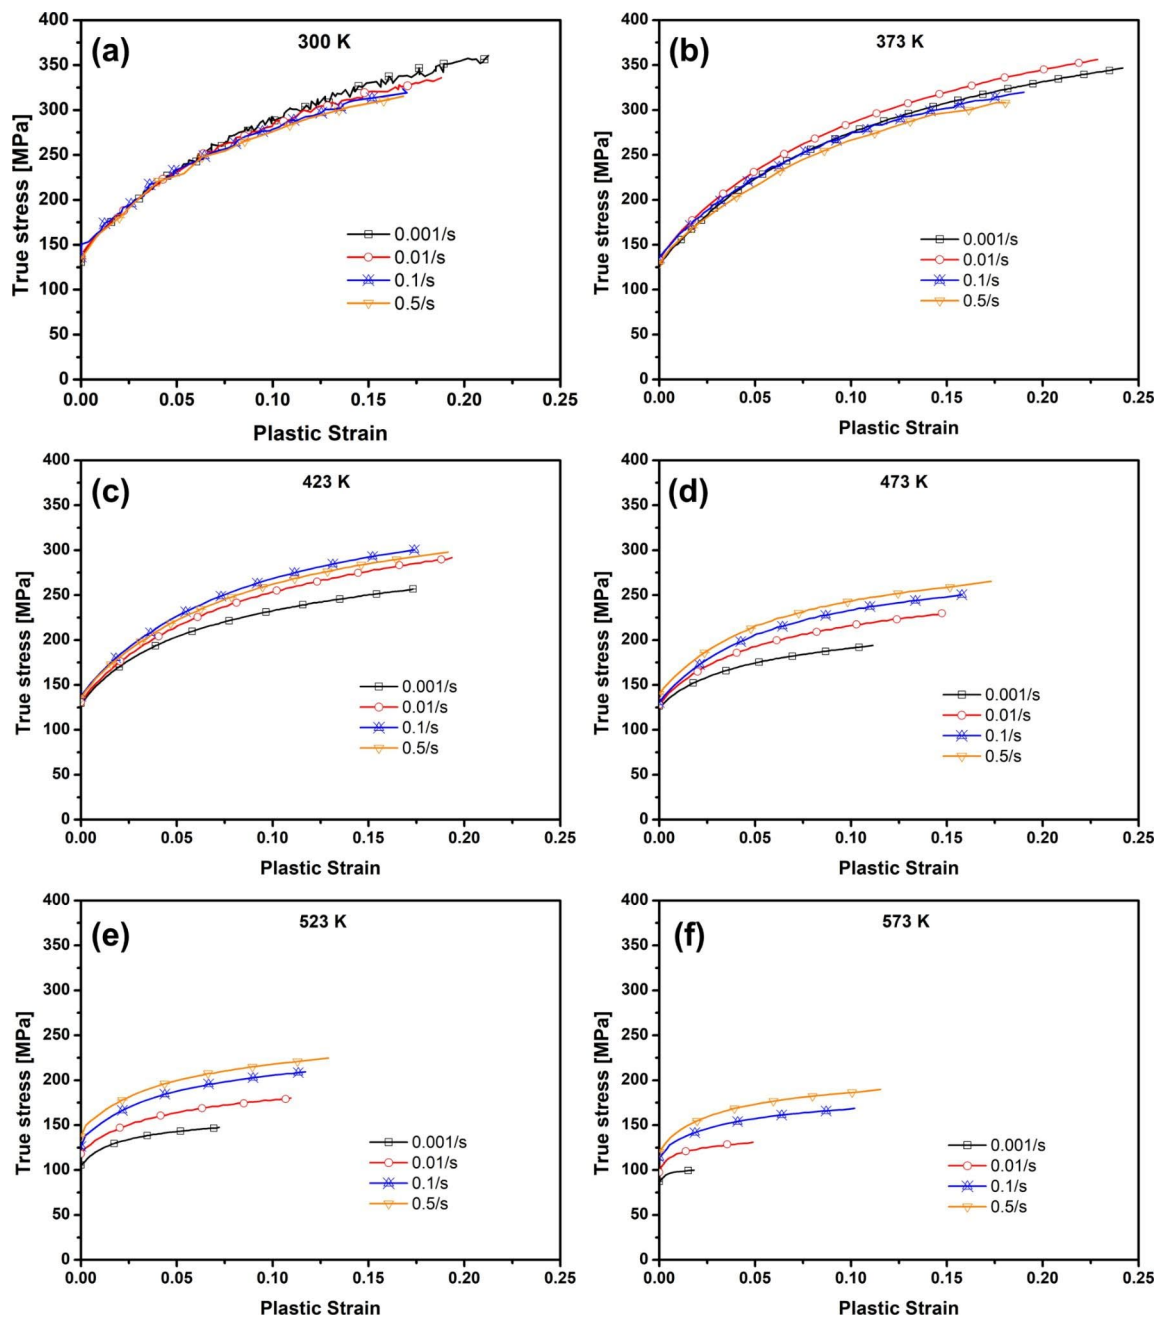 (a)
300 K
400
350
300
250
200
150
100
50
0
True stress [MPa]
0.001/s
0.01/s
0.1/s
0.5/s
0.00 0.05 0.10 0.15 0.20 0.25
Plastic Strain
(b)
373 K
400
350
300
250
200
150
100
50
0
True stress [MPa]
0.001/s
0.01/s
0.1/s
0.5/s
0.00 0.05 0.10 0.15 0.20 0.25
Plastic Strain
(c)
423 K
400
350
300
250
200
150
100
50
0
True stress [MPa]
0.001/s
0.01/s
0.1/s
0.5/s
0.00 0.05 0.10 0.15 0.20 0.25
Plastic Strain
(d)
473 K
400
350
300
250
200
150
100
50
0
True stress [MPa]
0.001/s
0.01/s
0.1/s
0.5/s
0.00 0.05 0.10 0.15 0.20 0.25
Plastic Strain
(e)
523 K
400
350
300
250
200
150
100
50
0
True stress [MPa]
0.001/s
0.01/s
0.1/s
0.5/s
0.00 0.05 0.10 0.15 0.20 0.25
Plastic Strain
(f)
573 K
400
350
300
250
200
150
100
50
0
True stress [MPa]
0.001/s
0.01/s
0.1/s
0.5/s
0.00 0.05 0.10 0.15 0.20 0.25
Plastic Strain